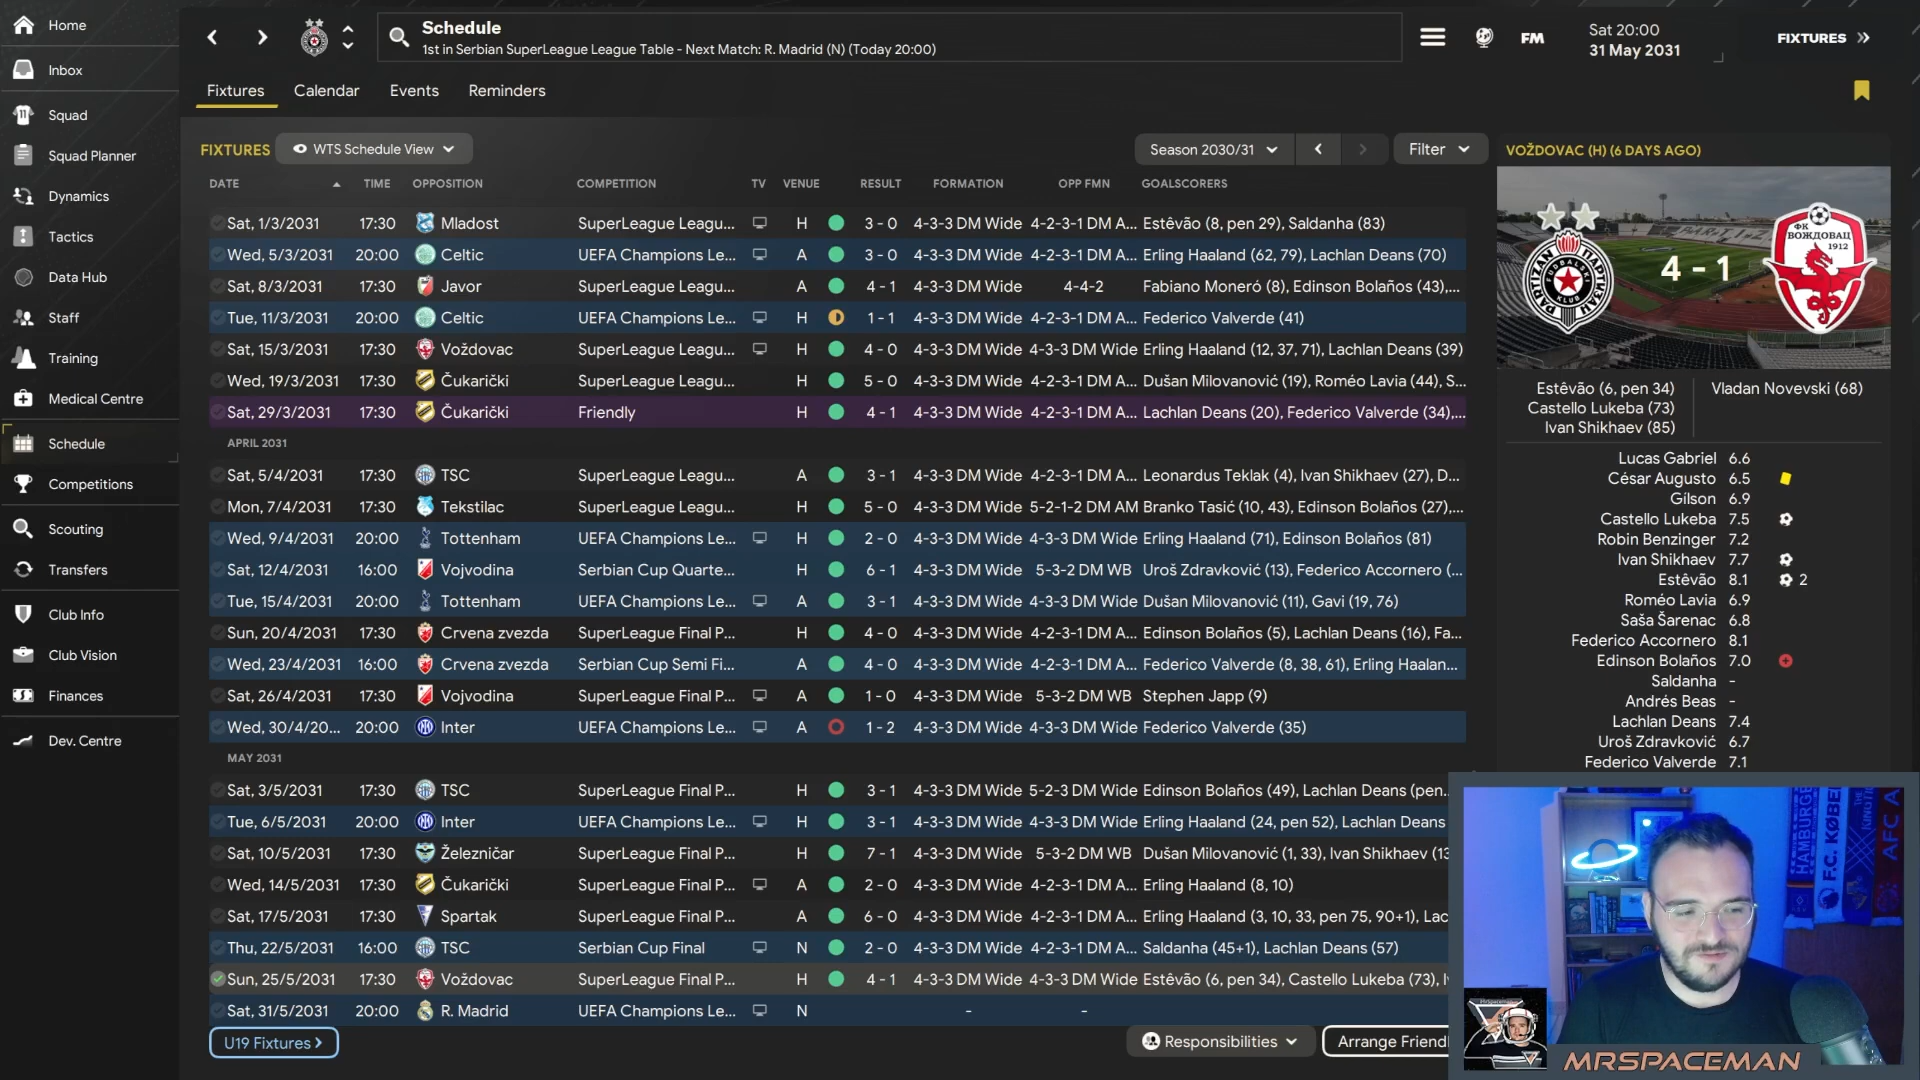 Home
Inbox
Squad
Squad Planner
Dynamics
Tactics
Data Hub
Staff
Training
Medical Centre
Schedule
Competitions
Scouting
Transfers
Club Info
Club Vision
Finances
Dev. Centre
Schedule
1st in Serbian SuperLeague League Table - Next Match: R. Madrid (N) (Today 20:00)
FM
Sat 20:00
31 May 2031
FIXTURES
Fixtures Calendar Events Reminders
FIXTURES WTS Schedule View Season 2030/31 Filter
DATE TIME OPPOSITION COMPETITION TV VENUE RESULT FORMATION OPP FMN GOALSCORERS
Sat, 1/3/2031 17:30 Mladost SuperLeague Leagu... H 3 - 0 4-3-3 DM Wide 4-2-3-1 DM A... Estêvão (8, pen 29), Saldanha (83)
Wed, 5/3/2031 20:00 Celtic UEFA Champions Le... A 3 - 0 4-3-3 DM Wide 4-2-3-1 DM A... Erling Haaland (62, 79), Lachlan Deans (70)
Sat, 8/3/2031 17:30 Javor SuperLeague Leagu... A 4 - 1 4-3-3 DM Wide 4-4-2 Fabiano Moneró (8), Edinson Bolaños (43),...
Tue, 11/3/2031 20:00 Celtic UEFA Champions Le... H 1 - 1 4-3-3 DM Wide 4-2-3-1 DM A... Federico Valverde (41)
Sat, 15/3/2031 17:30 Voždovac SuperLeague Leagu... H 4 - 0 4-3-3 DM Wide 4-3-3 DM Wide Erling Haaland (12, 37, 71), Lachlan Deans (39)
Wed, 19/3/2031 17:30 Čukarički SuperLeague Leagu... H 5 - 0 4-3-3 DM Wide 4-2-3-1 DM A... Dušan Milovanović (19), Roméo Lavia (44), S...
Sat, 29/3/2031 17:30 Čukarički Friendly H 4 - 1 4-3-3 DM Wide 4-2-3-1 DM A... Lachlan Deans (20), Federico Valverde (34),...
APRIL 2031
Sat, 5/4/2031 17:30 TSC SuperLeague Leagu... A 3 - 1 4-3-3 DM Wide 4-2-3-1 DM A... Leonardus Teklak (4), Ivan Shikhaev (27), D...
Mon, 7/4/2031 17:30 Tekstilac SuperLeague Leagu... H 5 - 0 4-3-3 DM Wide 5-2-1-2 DM AM Branko Tasić (10, 43), Edinson Bolaños (27),...
Wed, 9/4/2031 20:00 Tottenham UEFA Champions Le... H 2 - 0 4-3-3 DM Wide 4-3-3 DM Wide Erling Haaland (71), Edinson Bolaños (81)
Sat, 12/4/2031 16:00 Vojvodina Serbian Cup Quarte... H 6 - 1 4-3-3 DM Wide 5-3-2 DM WB Uroš Zdravković (13), Federico Accornero (...
Tue, 15/4/2031 20:00 Tottenham UEFA Champions Le... A 3 - 1 4-3-3 DM Wide 4-3-3 DM Wide Dušan Milovanović (11), Gavi (19, 76)
Sun, 20/4/2031 17:30 Crvena zvezda SuperLeague Final P... H 4 - 0 4-3-3 DM Wide 4-2-3-1 DM A... Edinson Bolaños (5), Lachlan Deans (16), Fa...
Wed, 23/4/2031 16:00 Crvena zvezda Serbian Cup Semi Fi... A 4 - 0 4-3-3 DM Wide 4-2-3-1 DM A... Federico Valverde (8, 38, 61), Erling Haalan...
Sat, 26/4/2031 17:30 Vojvodina SuperLeague Final P... A 1 - 0 4-3-3 DM Wide 5-3-2 DM WB Stephen Japp (9)
Wed, 30/4/20... 20:00 Inter UEFA Champions Le... A 1 - 2 4-3-3 DM Wide 4-3-3 DM Wide Federico Valverde (35)
MAY 2031
Sat, 3/5/2031 17:30 TSC SuperLeague Final P... H 3 - 1 4-3-3 DM Wide 5-2-3 DM Wide Edinson Bolaños (49), Lachlan Deans (pen..
Tue, 6/5/2031 20:00 Inter UEFA Champions Le... H 3 - 1 4-3-3 DM Wide 4-3-3 DM Wide Erling Haaland (24, pen 52), Lachlan Deans
Sat, 10/5/2031 17:30 Železničar SuperLeague Final P... H 7 - 1 4-3-3 DM Wide 5-3-2 DM WB Dušan Milovanović (1, 33), Ivan Shikhaev (13
Wed, 14/5/2031 17:30 Čukarički SuperLeague Final P... A 2 - 0 4-3-3 DM Wide 4-2-3-1 DM A... Erling Haaland (8, 10)
Sat, 17/5/2031 17:30 Spartak SuperLeague Final P... A 6 - 0 4-3-3 DM Wide 4-2-3-1 DM A... Erling Haaland (3, 10, 33, pen 75, 90+1), Lac
Thu, 22/5/2031 16:00 TSC Serbian Cup Final N 2 - 0 4-3-3 DM Wide 4-2-3-1 DM A... Saldanha (45+1), Lachlan Deans (57)
Sun, 25/5/2031 17:30 Voždovac SuperLeague Final P... H 4 - 1 4-3-3 DM Wide 4-3-3 DM Wide Estêvão (6, pen 34), Castello Lukeba (73), I
Sat, 31/5/2031 20:00 R. Madrid UEFA Champions Le... N - -
U19 Fixtures
Responsibilities
Arrange Friendl
VOŽDOVAC (H) (6 DAYS AGO)
4 - 1
ФК
ВОЖДОВАЦ
1912
Estêvão (6, pen 34) Vladan Novevski (68)
Castello Lukeba (73)
Ivan Shikhaev (85)
Lucas Gabriel 6.6
César Augusto 6.5
Gílson 6.9
Castello Lukeba 7.5
Robin Benzinger 7.2
Ivan Shikhaev 7.7
Estêvão 8.1 2
Roméo Lavia 6.9
Saša Šarenac 6.8
Federico Accornero 8.1
Edinson Bolaños 7.0
Saldanha -
Andrés Beas -
Lachlan Deans 7.4
Uroš Zdravković 6.7
Federico Valverde 7.1
HAMBURGE
F.C. KØBE
AFC A
MRSPACEMAN